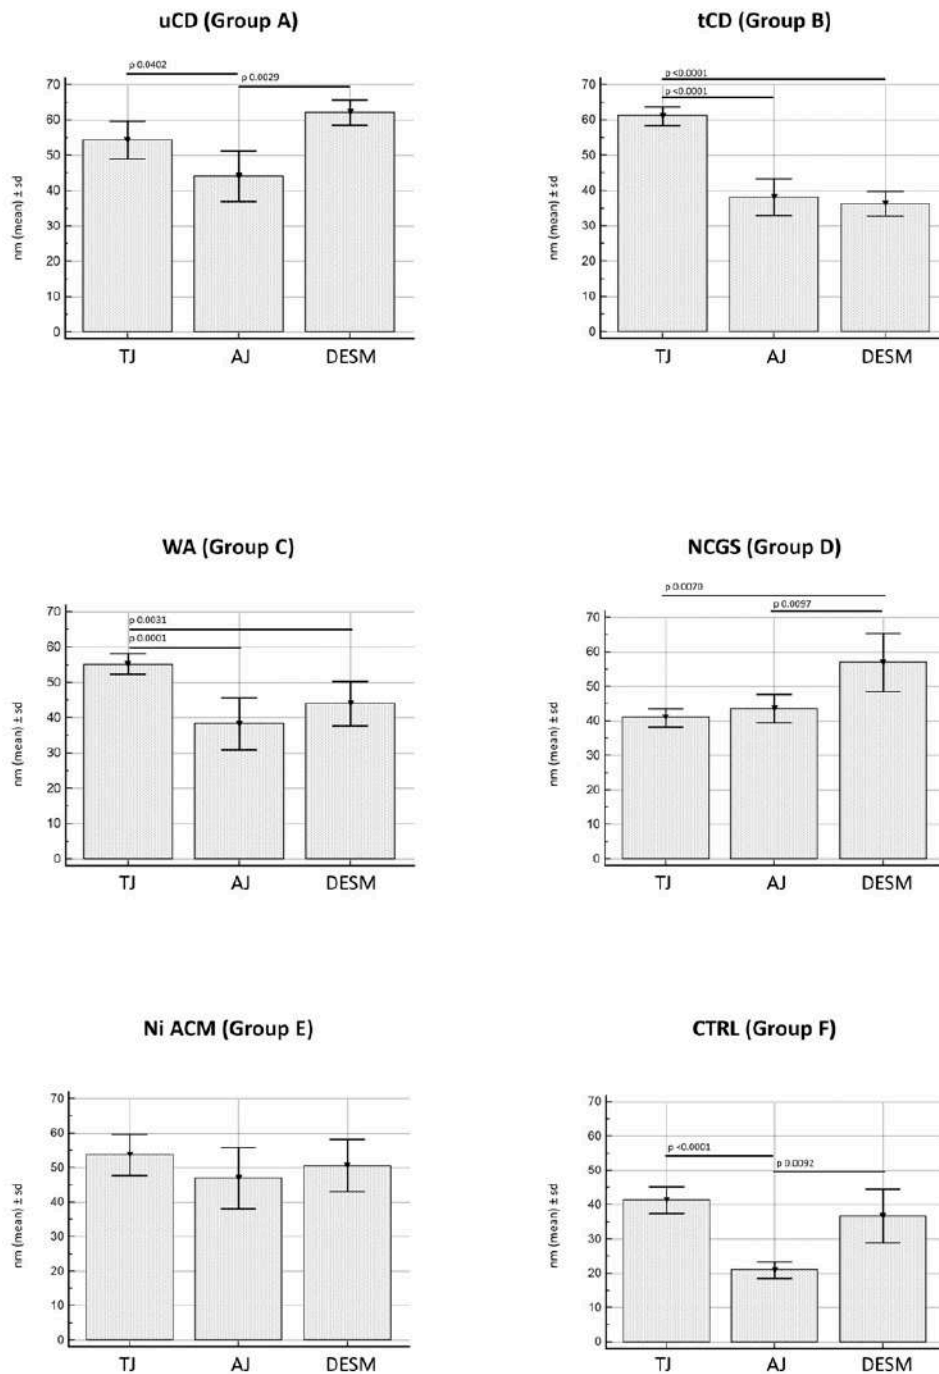 uCD (Group A)
p 0.0402
p 0.0029
70
60
50
40
30
20
10
0
nm (mean) ± sd
TJ AJ DESM
tCD (Group B)
p <0.0001
p <0.0001
70
60
50
40
30
20
10
0
nm (mean) ± sd
TJ AJ DESM
WA (Group C)
p 0.0031
p 0.0001
70
60
50
40
30
20
10
0
nm (mean) ± sd
TJ AJ DESM
NCGS (Group D)
p 0.0070
p 0.0097
70
60
50
40
30
20
10
0
nm (mean) ± sd
TJ AJ DESM
Ni ACM (Group E)
70
60
50
40
30
20
10
0
nm (mean) ± sd
TJ AJ DESM
CTRL (Group F)
p <0.0001
p 0.0092
70
60
50
40
30
20
10
0
nm (mean) ± sd
TJ AJ DESM